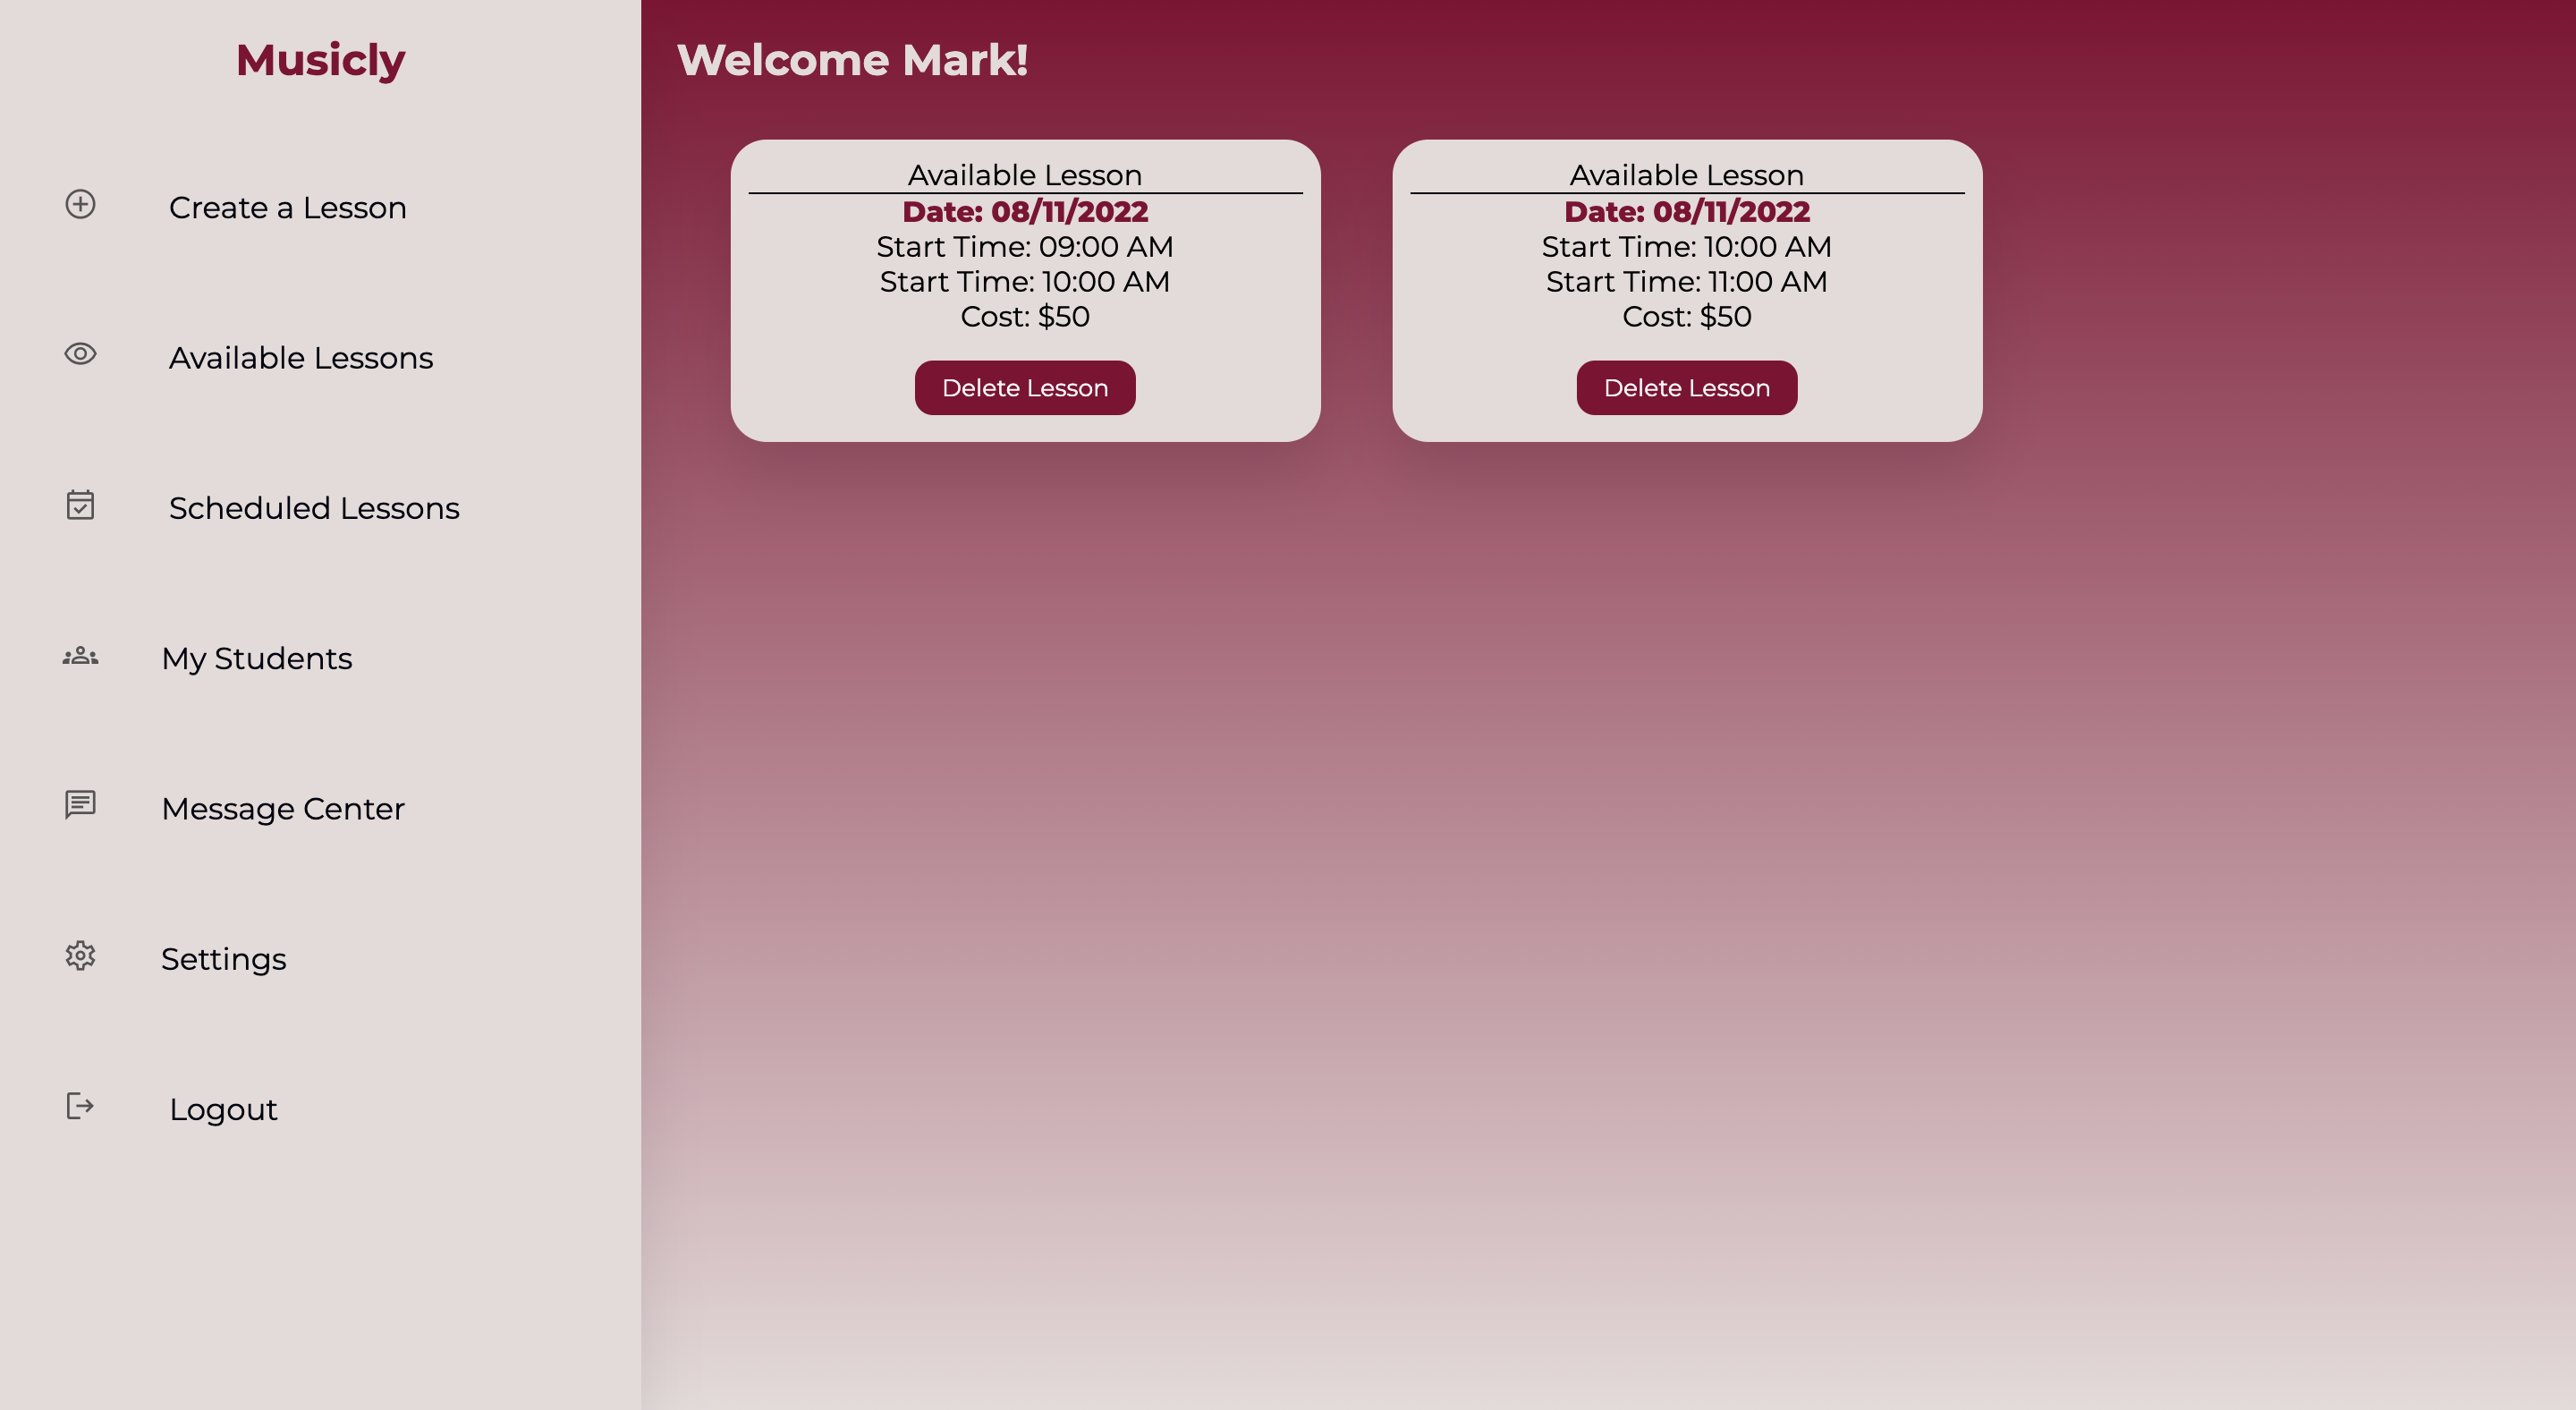 Musicly
Create a Lesson
Available Lessons
Scheduled Lessons
My Students
Message Center
Settings
Logout
Welcome Mark!
Available Lesson
Date: 08/11/2022
Start Time: 09:00 AM
Start Time: 10:00 AM
Cost: $50
Delete Lesson
Available Lesson
Date: 08/11/2022
Start Time: 10:00 AM
Start Time: 11:00 AM
Cost: $50
Delete Lesson